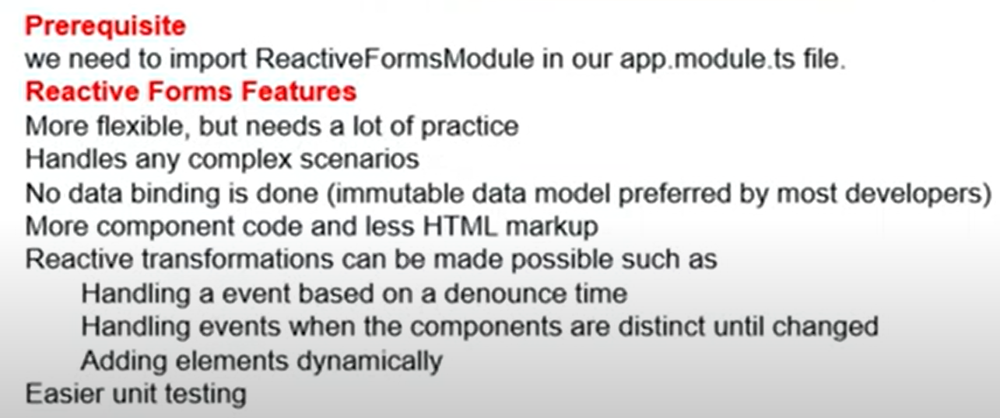 Prerequisite
we need to import ReactiveFormsModule in our app.module.ts file.
Reactive Forms Features
More flexible, but needs a lot of practice
Handles any complex scenarios
No data binding is done (immutable data model preferred by most developers)
More component code and less HTML markup
Reactive transformations can be made possible such as
Handling a event based on a denounce time
Handling events when the components are distinct until changed
Adding elements dynamically
Easier unit testing